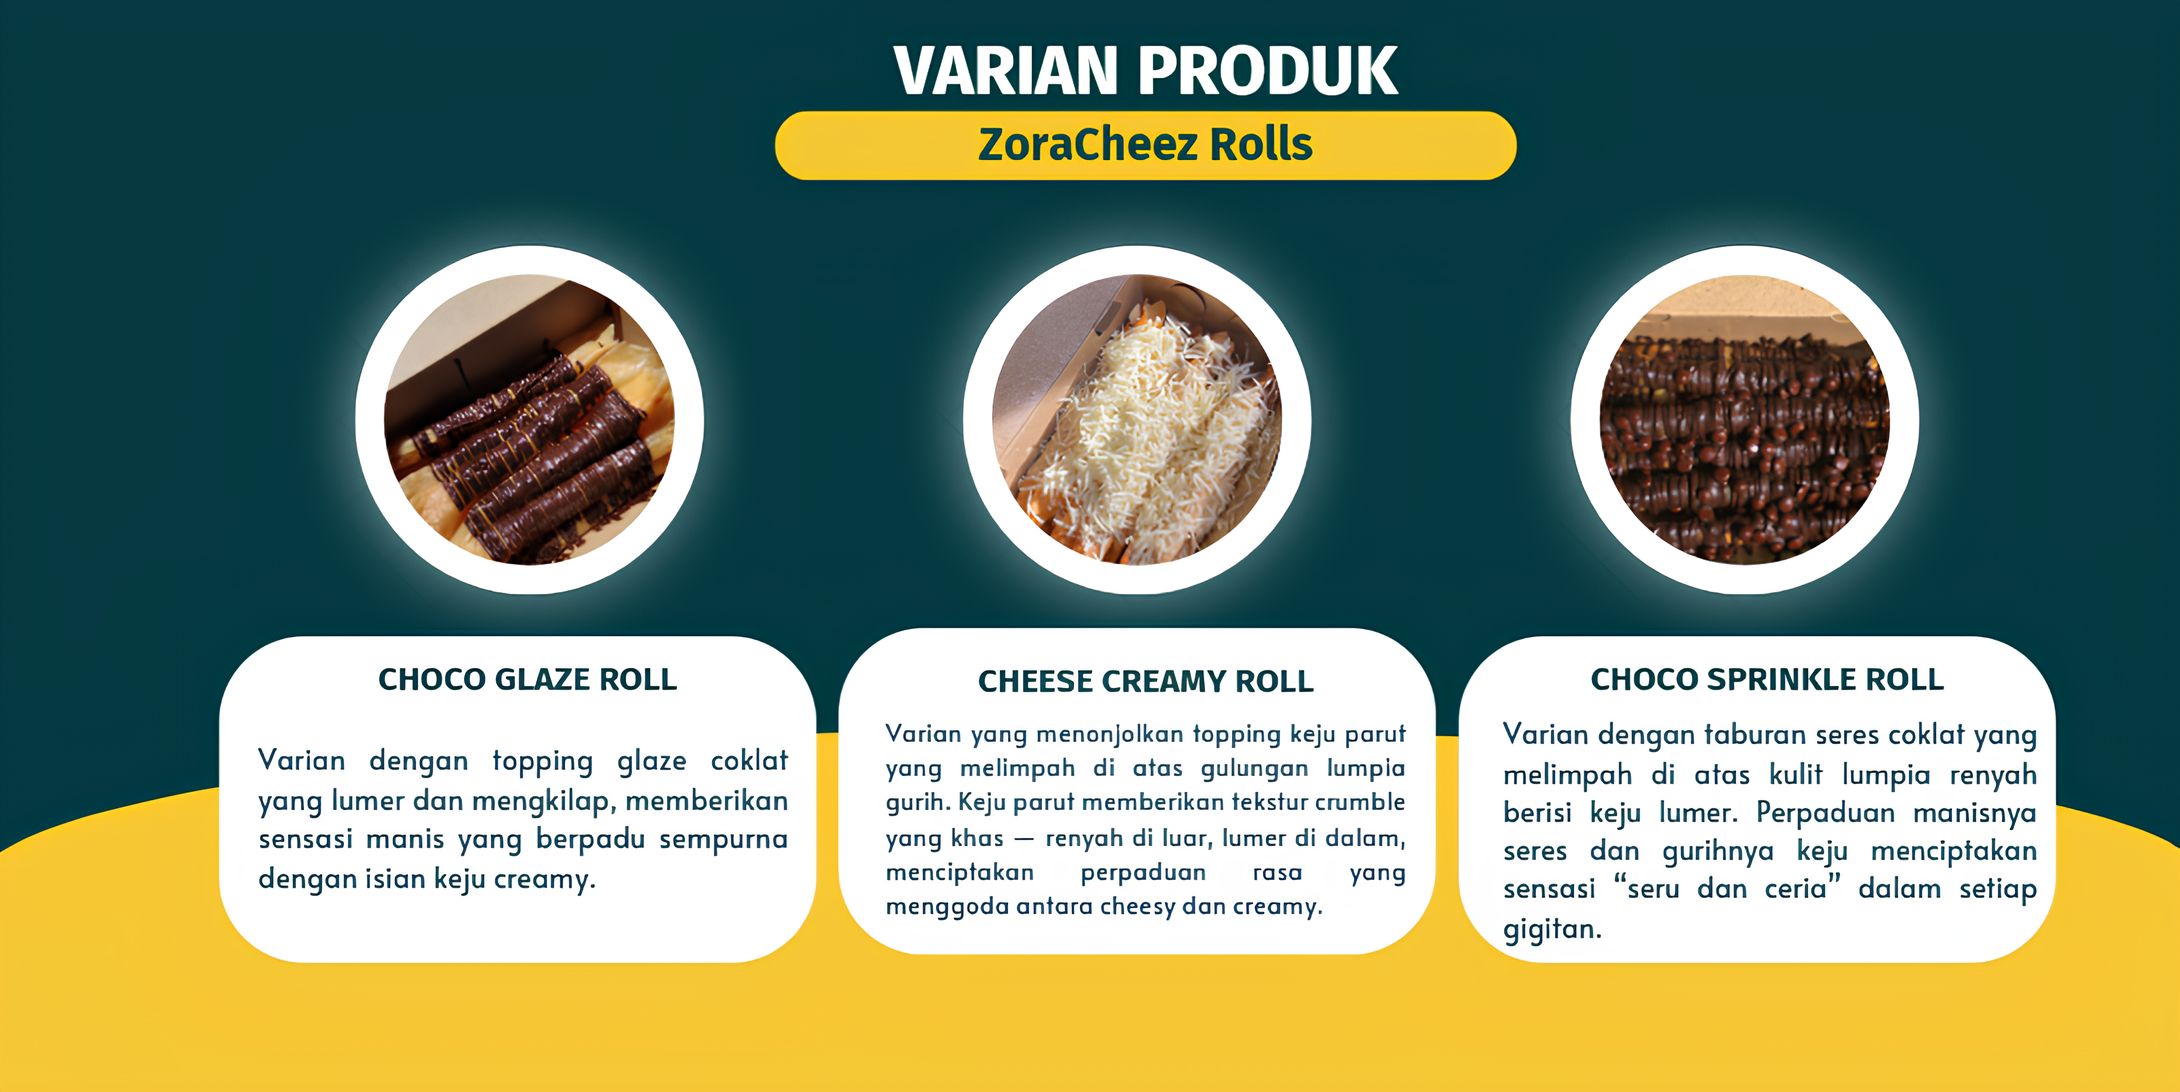 VARIAN PRODUK
ZoraCheez Rolls
CHOCO GLAZE ROLL
Varian dengan topping glaze coklat
yang lumer dan mengkilap, memberikan
sensasi manis yang berpadu sempurna
dengan isian keju creamy.
CHEESE CREAMY ROLL
Varian yang menonjolkan topping keju parut
yang melimpah di atas gulungan lumpia
gurih. Keju parut memberikan tekstur crumble
yang khas — renyah di luar, lumer di dalam,
menciptakan perpaduan rasa yang
menggoda antara cheesy dan creamy.
CHOCO SPRINKLE ROLL
Varian dengan taburan seres coklat yang
melimpah di atas kulit lumpia renyah
berisi keju lumer. Perpaduan manisnya
seres dan gurihnya keju menciptakan
sensasi “seru dan ceria” dalam setiap
gigitan.